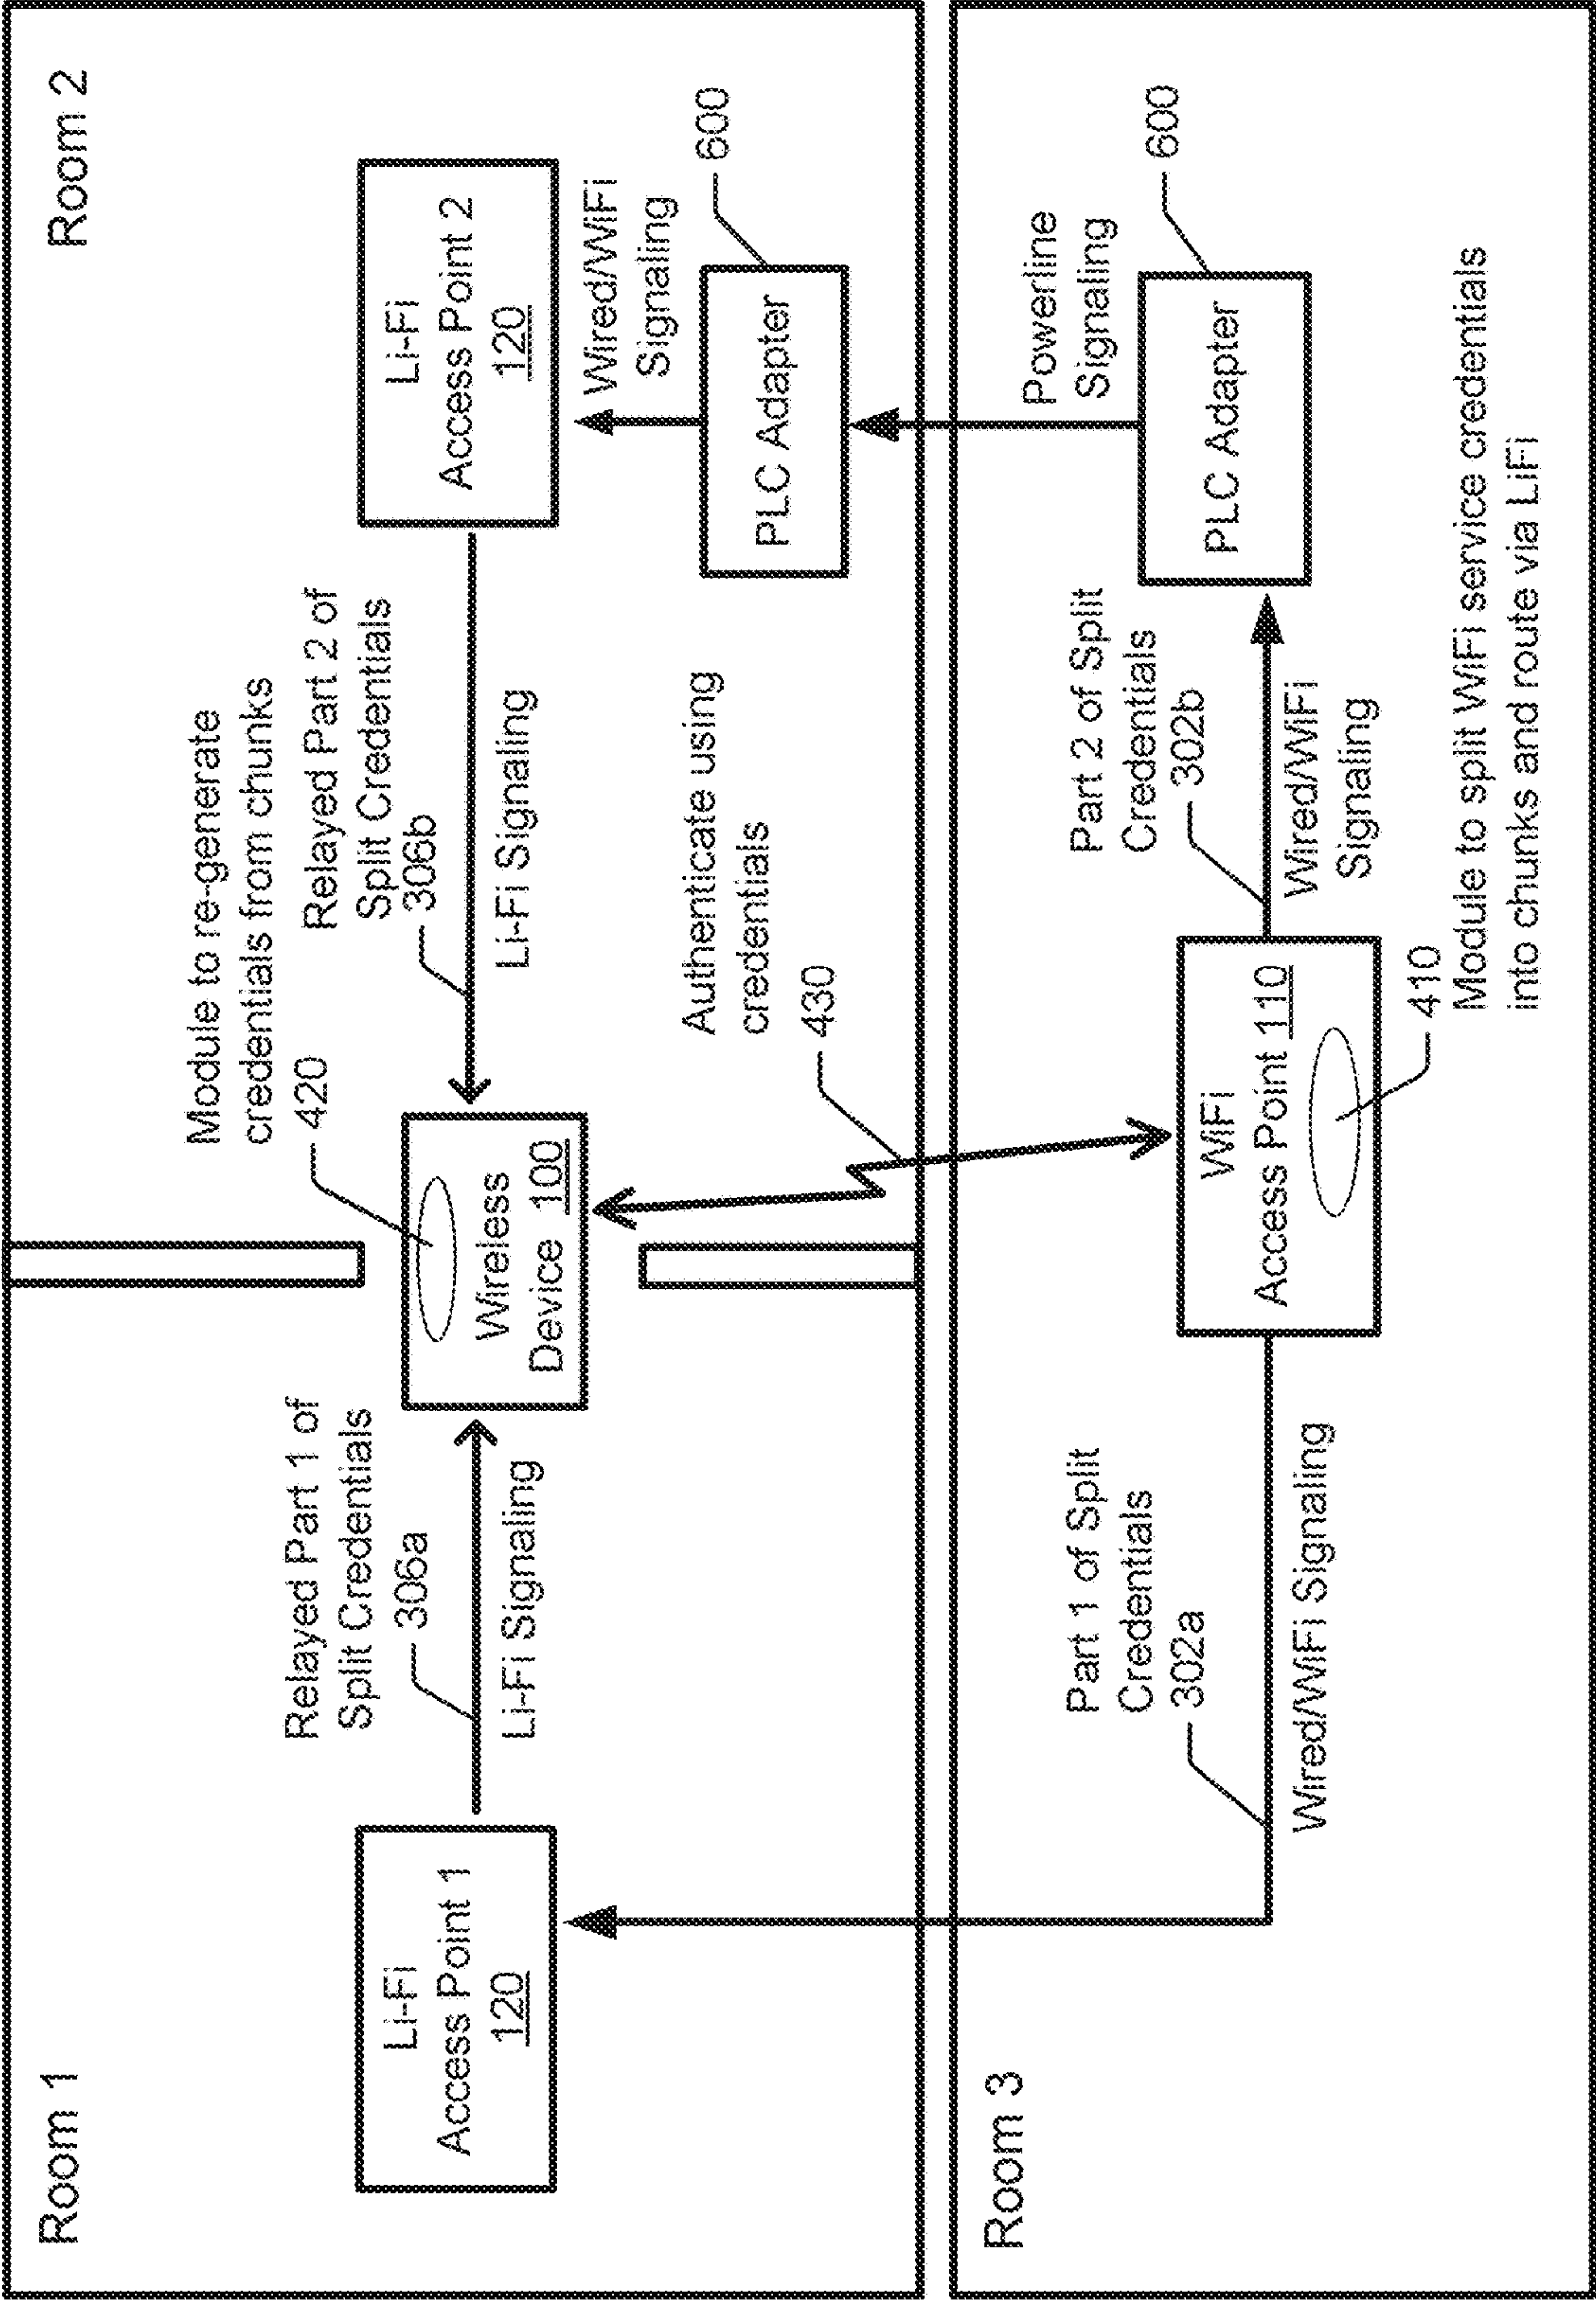 Room 1
Room 2
Module to re-generate
credentials from chunks
420
Relayed Part 1 of
Split Credentials
306a
Relayed Part 2 of
Split Credentials
306b
Li-Fi
Access Point 1
120
Li-Fi Signaling
Wireless
Device 100
Li-Fi Signaling
Li-Fi
Access Point 2
120
Wired/WiFi
Signaling
Authenticate using
credentials
430
PLC Adapter
600
Room 3
Part 1 of Split
Credentials
302a
Wired/WiFi Signaling
WiFi
Access Point 110
Part 2 of Split
Credentials
302b
Wired/WiFi
Signaling
Powerline
Signaling
PLC Adapter
600
410
Module to split WiFi service credentials
into chunks and route via LiFi